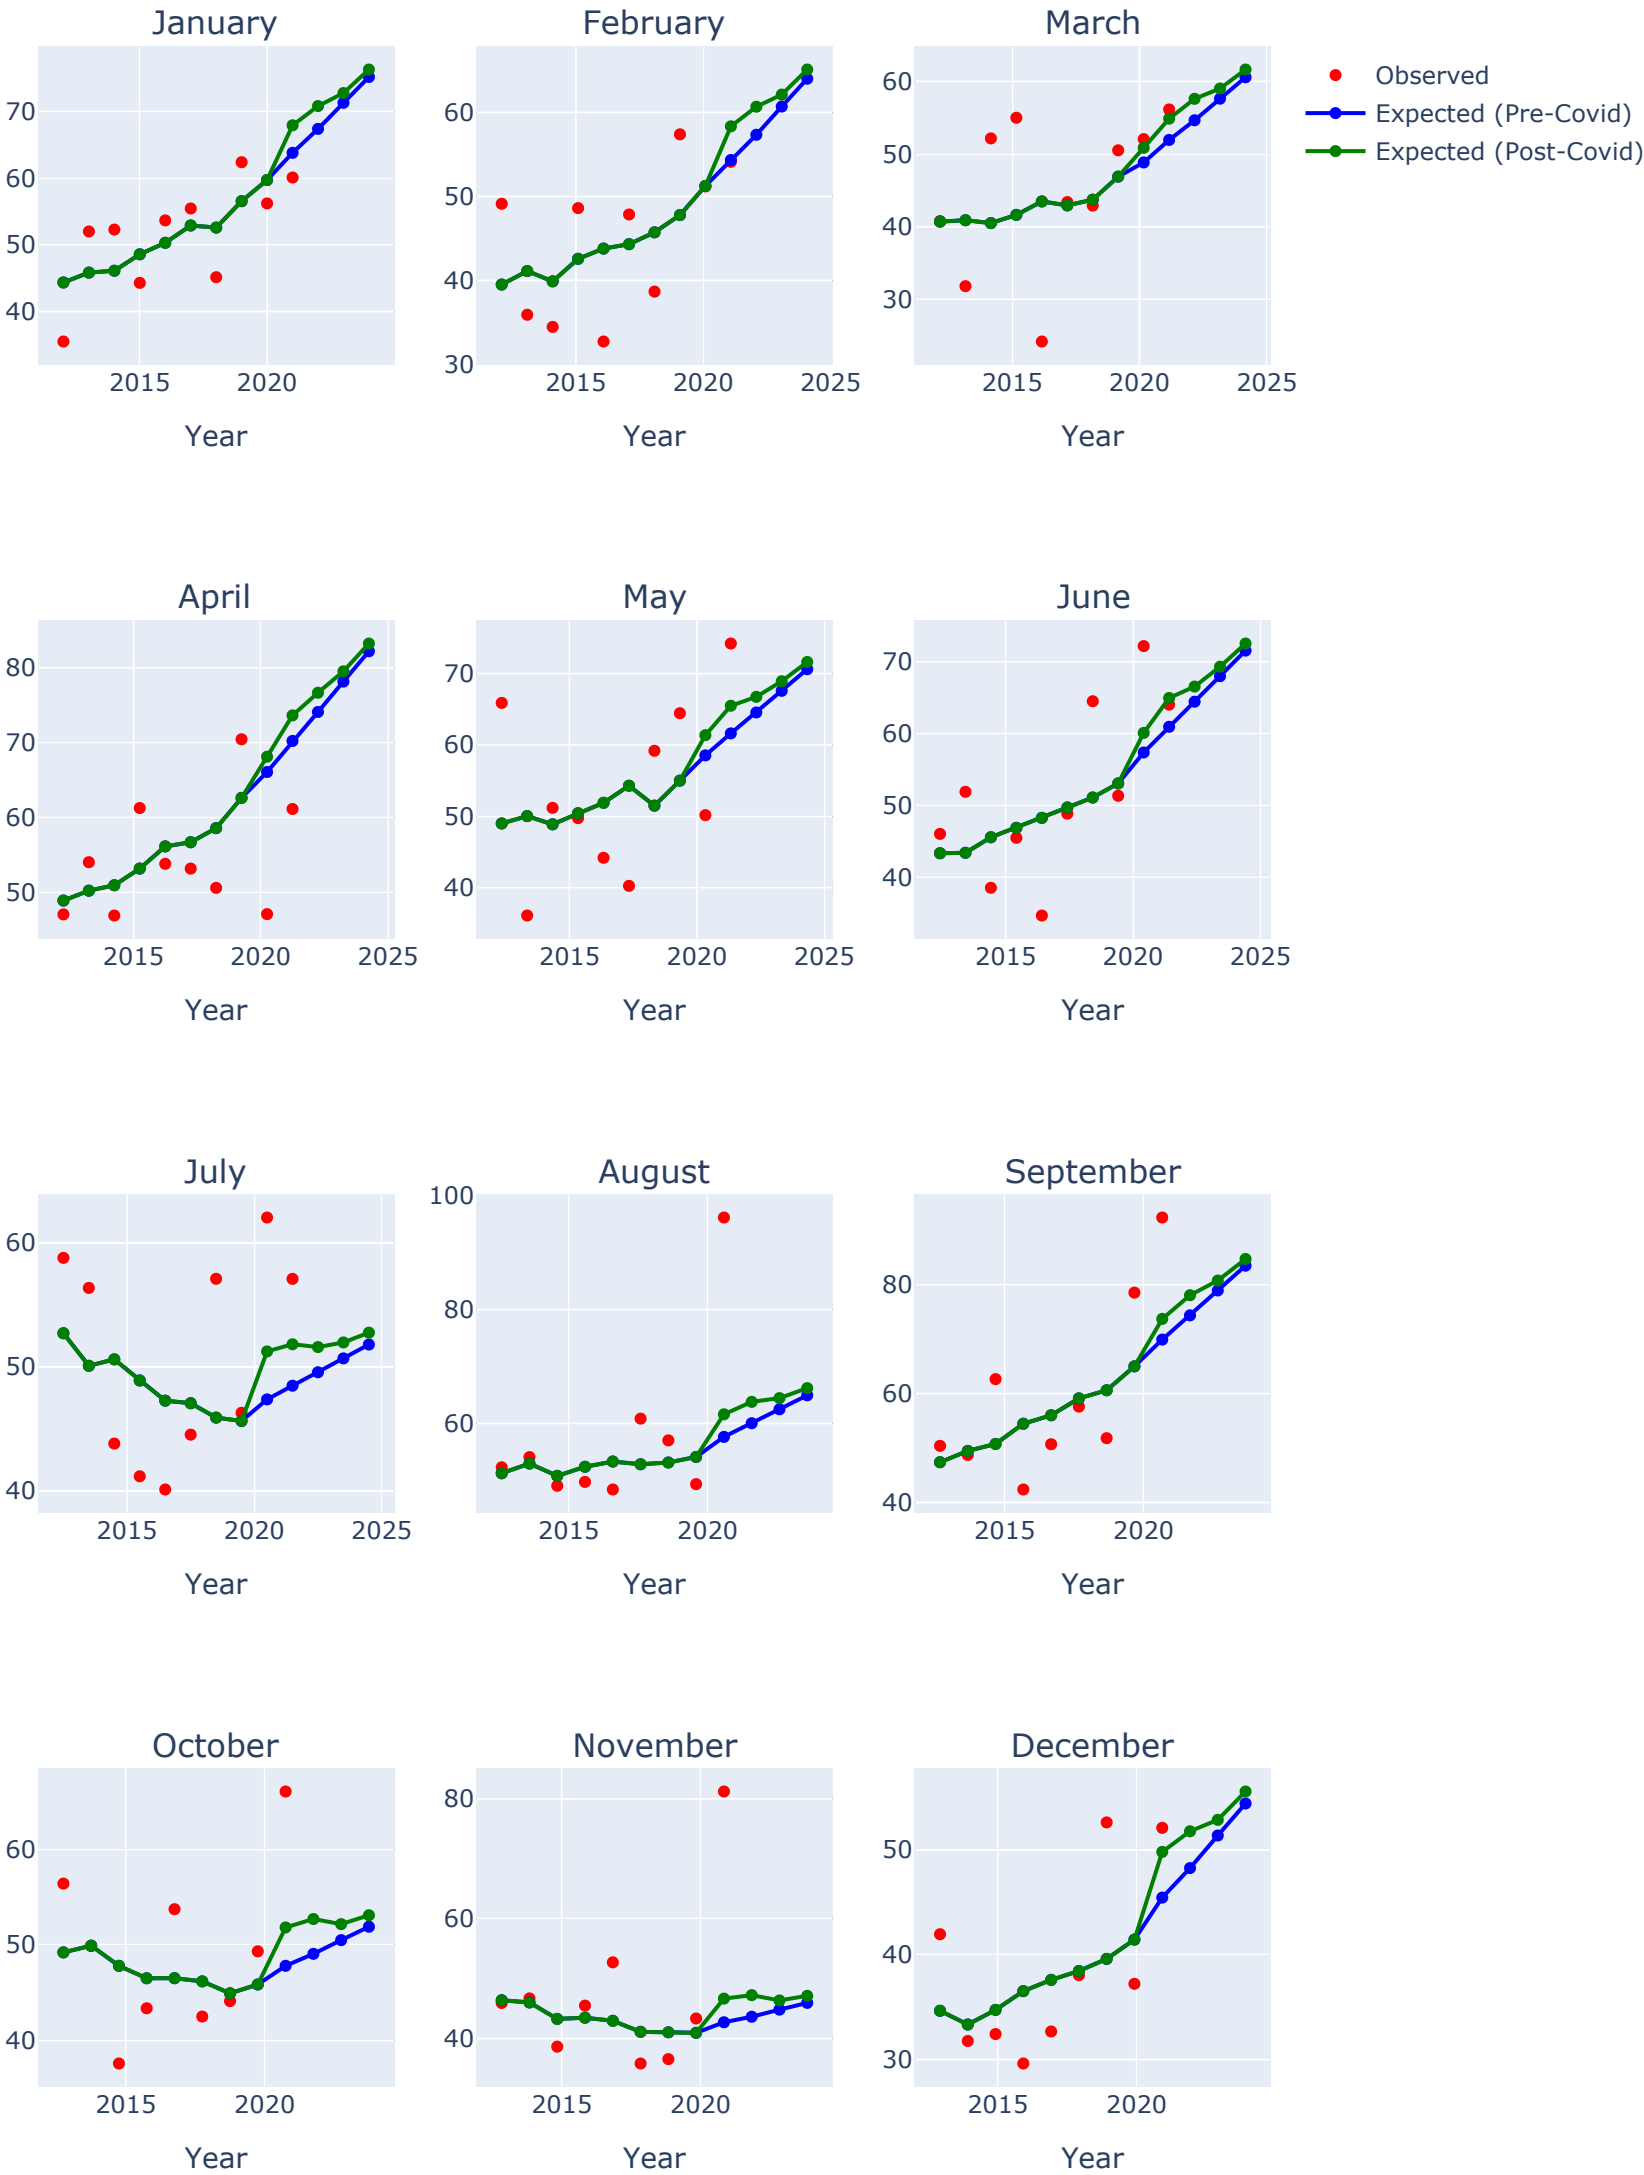 January February March
70
60
50
40
2015 2020
Year
60
50
40
30
2015 2020 2025
Year
60
50
40
30
2015 2020 2025
Year
Observed
Expected (Pre-Covid)
Expected (Post-Covid)
April May June
80
70
60
50
2015 2020 2025
Year
70
60
50
40
2015 2020 2025
Year
70
60
50
40
2015 2020 2025
Year
July August September
60
50
40
2015 2020 2025
Year
100
80
60
2015 2020
Year
80
60
40
2015 2020
Year
October November December
60
50
40
2015 2020
Year
80
60
40
2015 2020
Year
50
40
30
2015 2020
Year